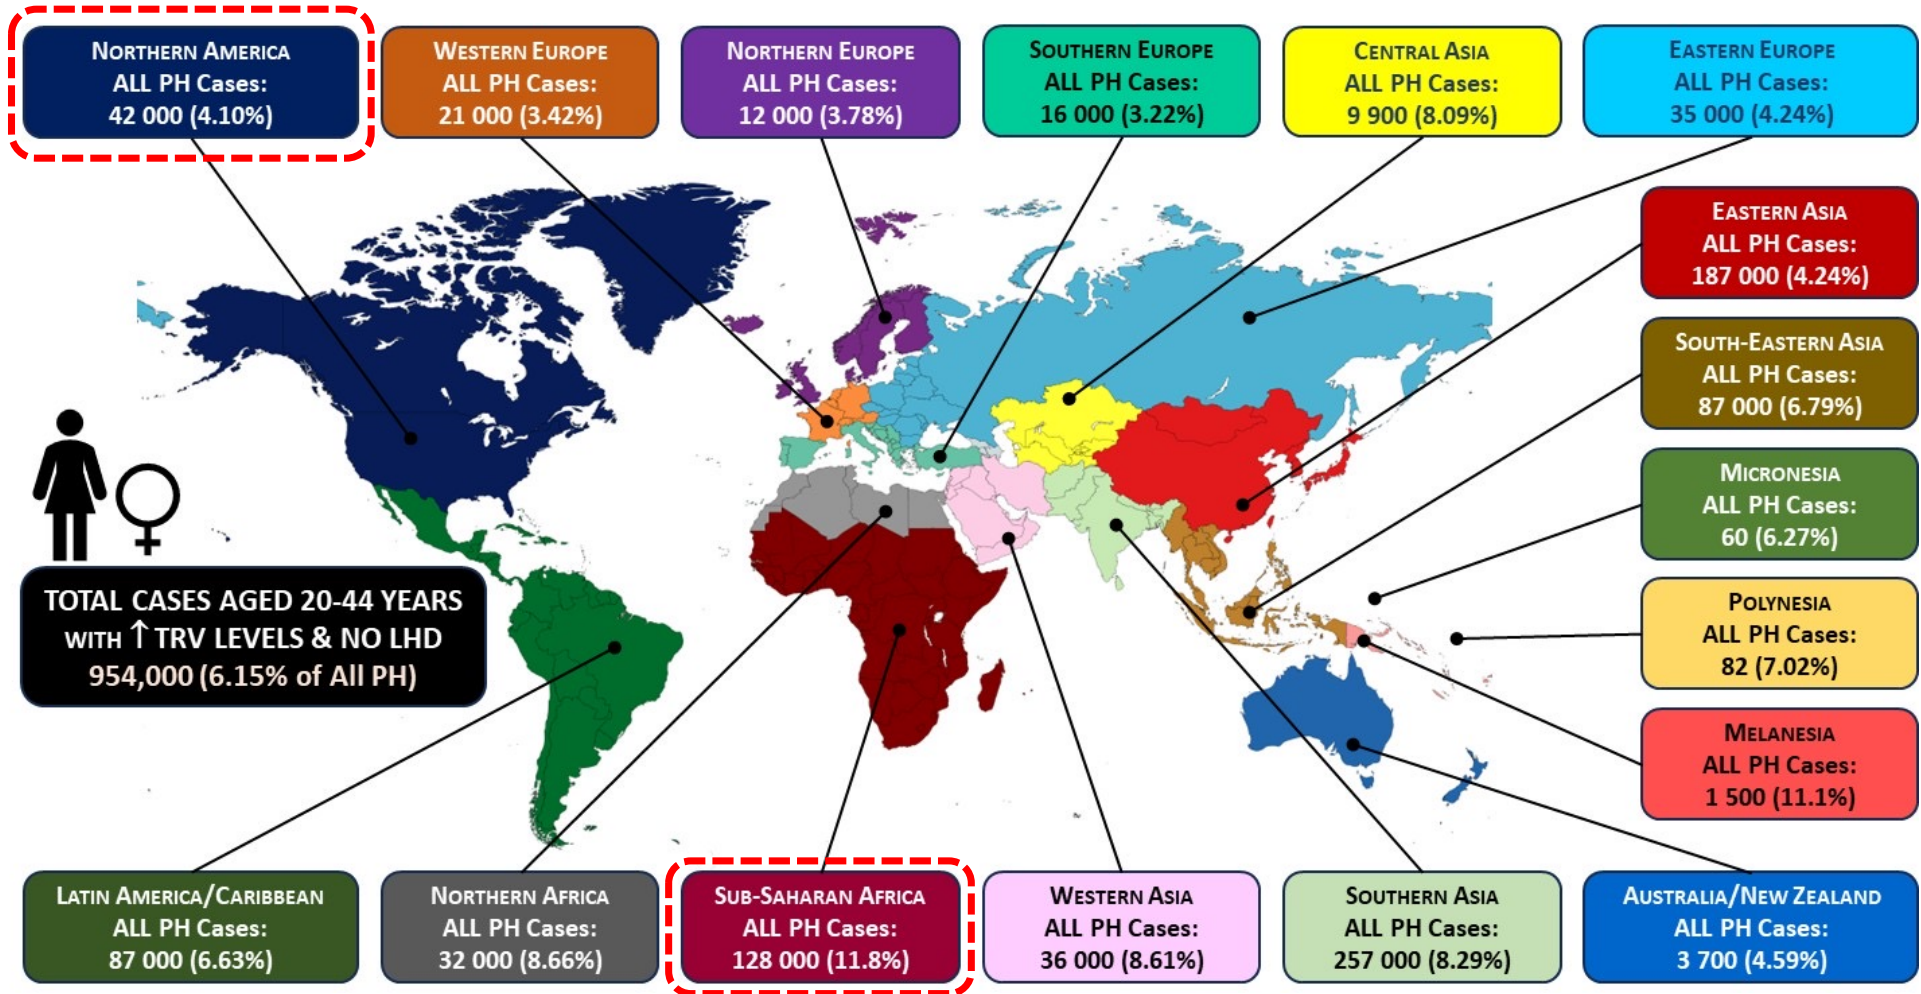 NORTHERN AMERICA
ALL PH Cases:
42 000 (4.10%)
WESTERN EUROPE
ALL PH Cases:
21 000 (3.42%)
NORTHERN EUROPE
ALL PH Cases:
12 000 (3.78%)
SOUTHERN EUROPE
ALL PH Cases:
16 000 (3.22%)
CENTRAL ASIA
ALL PH Cases:
9 900 (8.09%)
EASTERN EUROPE
ALL PH Cases:
35 000 (4.24%)
EASTERN ASIA
ALL PH Cases:
187 000 (4.24%)
SOUTH-EASTERN ASIA
ALL PH Cases:
87 000 (6.79%)
MICRONESIA
ALL PH Cases:
60 (6.27%)
POLYNESIA
ALL PH Cases:
82 (7.02%)
MELANESIA
ALL PH Cases:
1 500 (11.1%)
TOTAL CASES AGED 20-44 YEARS
WITH ↑TRV LEVELS & NO LHD
954,000 (6.15% of All PH)
LATIN AMERICA/CARIBBEAN
ALL PH Cases:
87 000 (6.63%)
NORTHERN AFRICA
ALL PH Cases:
32 000 (8.66%)
SUB-SAHARAN AFRICA
ALL PH Cases:
128 000 (11.8%)
WESTERN ASIA
ALL PH Cases:
36 000 (8.61%)
SOUTHERN ASIA
ALL PH Cases:
257 000 (8.29%)
AUSTRALIA/NEW ZEALAND
ALL PH Cases:
3 700 (4.59%)